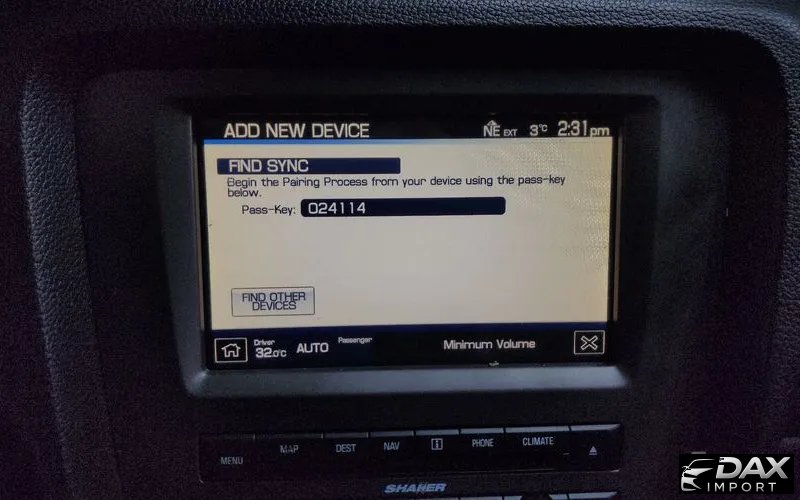 ADD NEW DEVICE NE EXT 3°C 2:31pm
FIND SYNC
Begin the Pairing Process from your device using the pass-key
below.
Pass-Key: 024114
FIND OTHER
DEVICES
Driver Passenger
32.0°C AUTO Minimum Volume
MENU MAP DEST NAV i PHONE CLIMATE
SHAKER
DAX
IMPORT